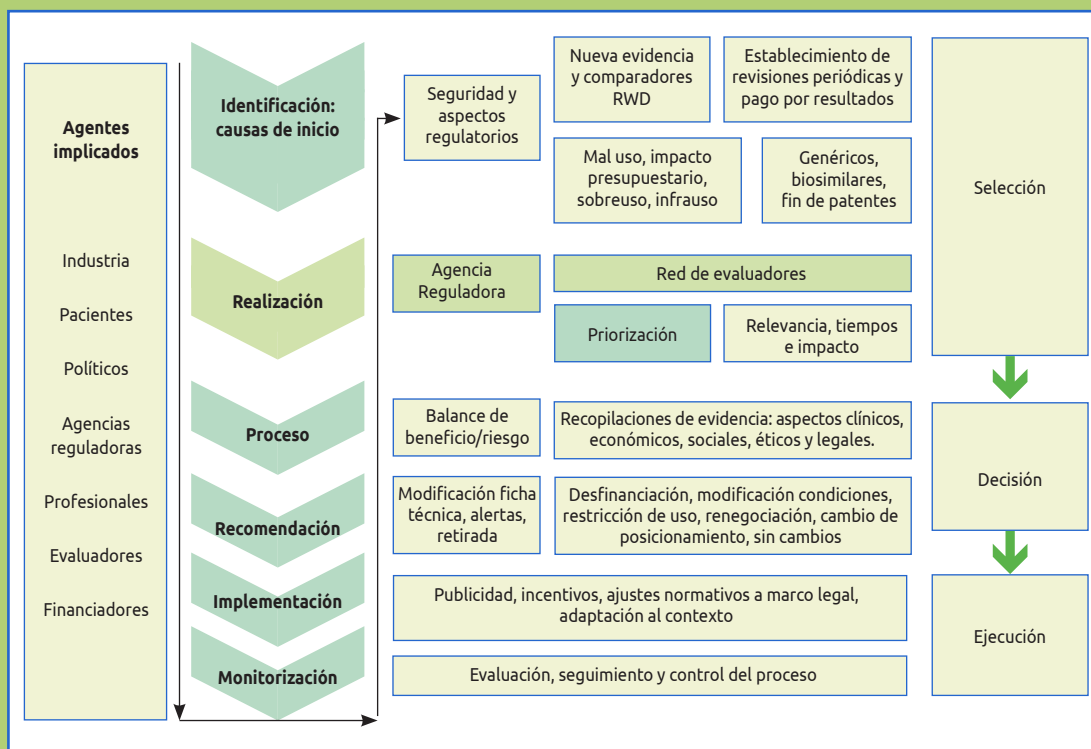 Agentes
implicados
Industria
Pacientes
Políticos
Agencias
reguladoras
Profesionales
Evaluadores
Financiadores
Identificación:
causas de inicio
Seguridad y
aspectos
regulatorios
Nueva evidencia
y comparadores
RWD
Establecimiento de
revisiones periódicas y
pago por resultados
Mal uso, impacto
presupuestario,
sobreuso, infrauso
Genéricos,
biosimilares,
fin de patentes
Selección
Realización
Agencia
Reguladora
Red de evaluadores
Priorización
Relevancia, tiempos
e impacto
Proceso
Balance de
beneficio/riesgo
Recopilaciones de evidencia: aspectos clínicos,
económicos, sociales, éticos y legales.
Decisión
Recomendación
Modificación ficha
técnica, alertas,
retirada
Desfinanciación, modificación condiciones,
restricción de uso, renegociación, cambio de
posicionamiento, sin cambios
Implementación
Publicidad, incentivos, ajustes normativos a marco legal,
adaptación al contexto
Ejecución
Monitorización
Evaluación, seguimiento y control del proceso